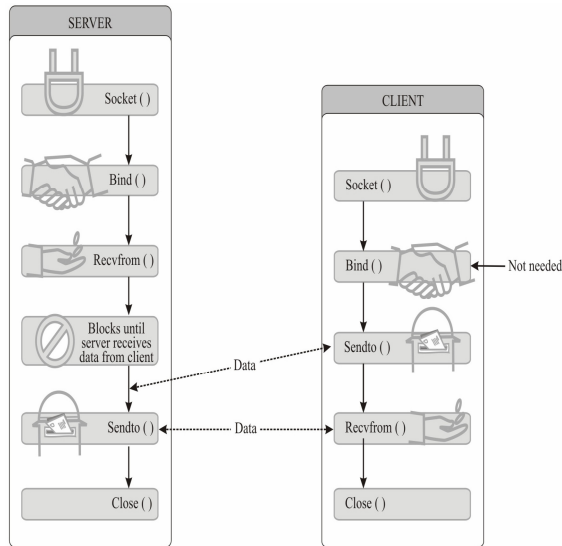 SERVER
Socket ( )
Bind ( )
Recvfrom ( )
Blocks until
server receives
data from client
Sendto ( )
Close ( )
Data
Data
CLIENT
Socket ( )
Bind ( )
Not needed
Sendto ( )
Recvfrom ( )
Close ( )